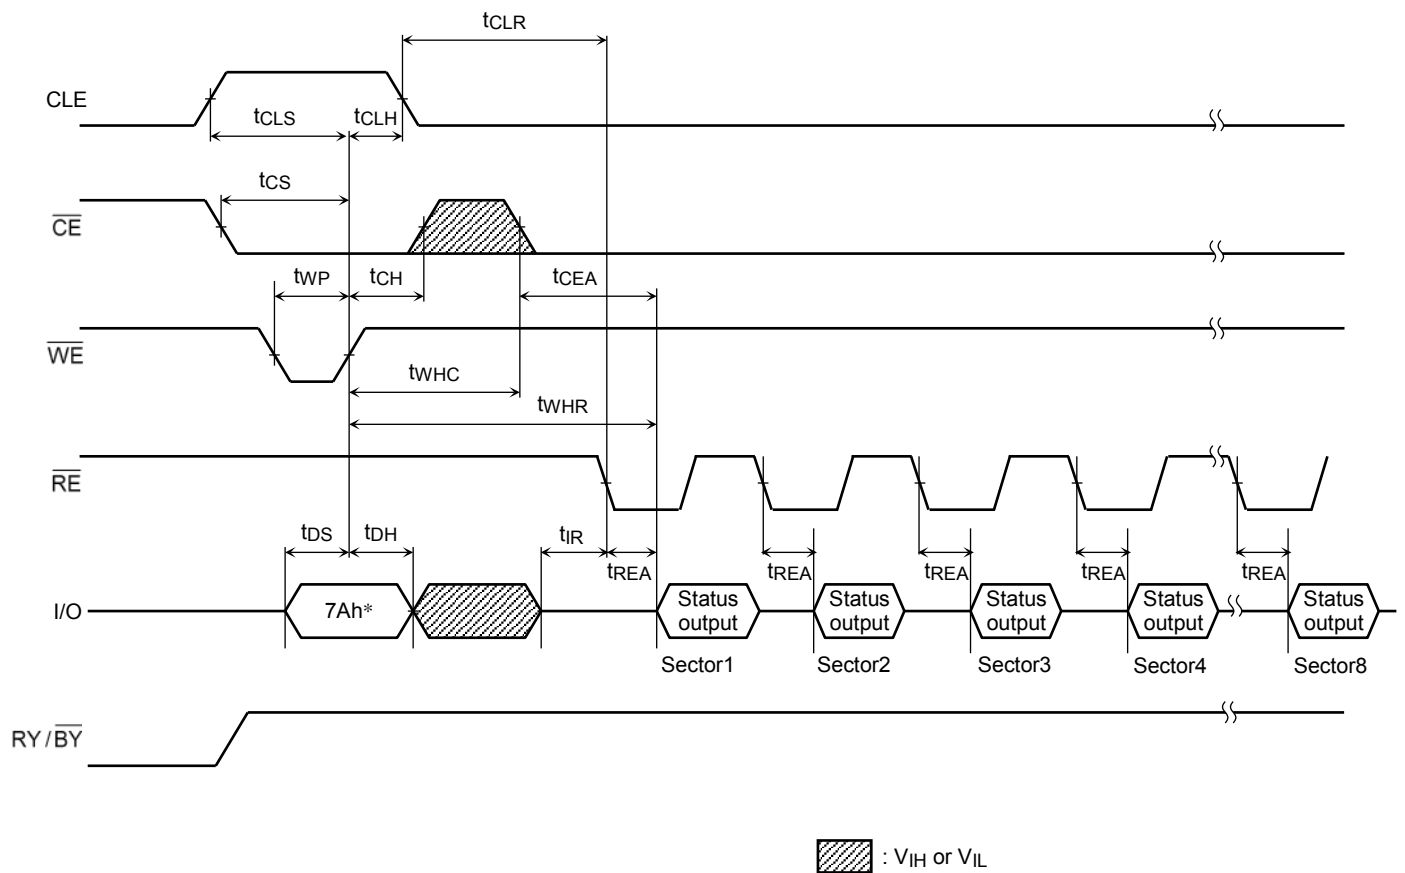 tCLR
CLE
tCLS
tCLH
tCS
CE
tWP
tCH
tCEA
WE
tWHC
tWHR
RE
tDS
tDH
tIR
tREA
tREA
tREA
tREA
tREA
I/O
7Ah*
Status output
Status output
Status output
Status output
Status output
Sector1
Sector2
Sector3
Sector4
Sector8
RY/BY
: VIH or VIL